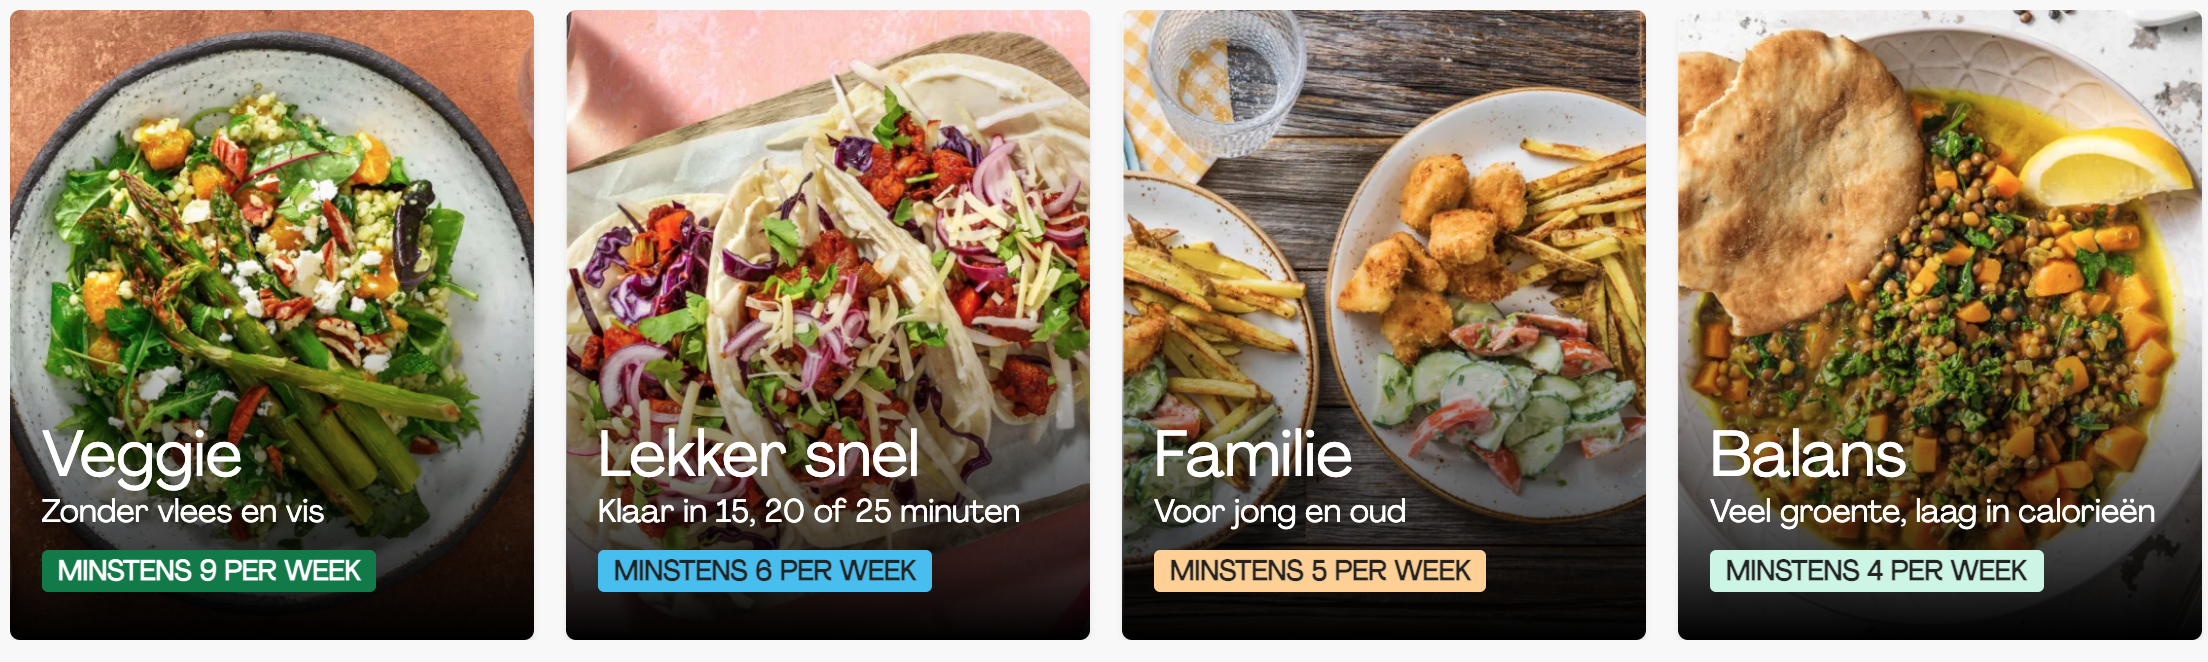 Veggie
Zonder vlees en vis
MINSTENS 9 PER WEEK
Lekker snel
Klaar in 15, 20 of 25 minuten
MINSTENS 6 PER WEEK
Familie
Voor jong en oud
MINSTENS 5 PER WEEK
Balans
Veel groente, laag in calorieën
MINSTENS 4 PER WEEK